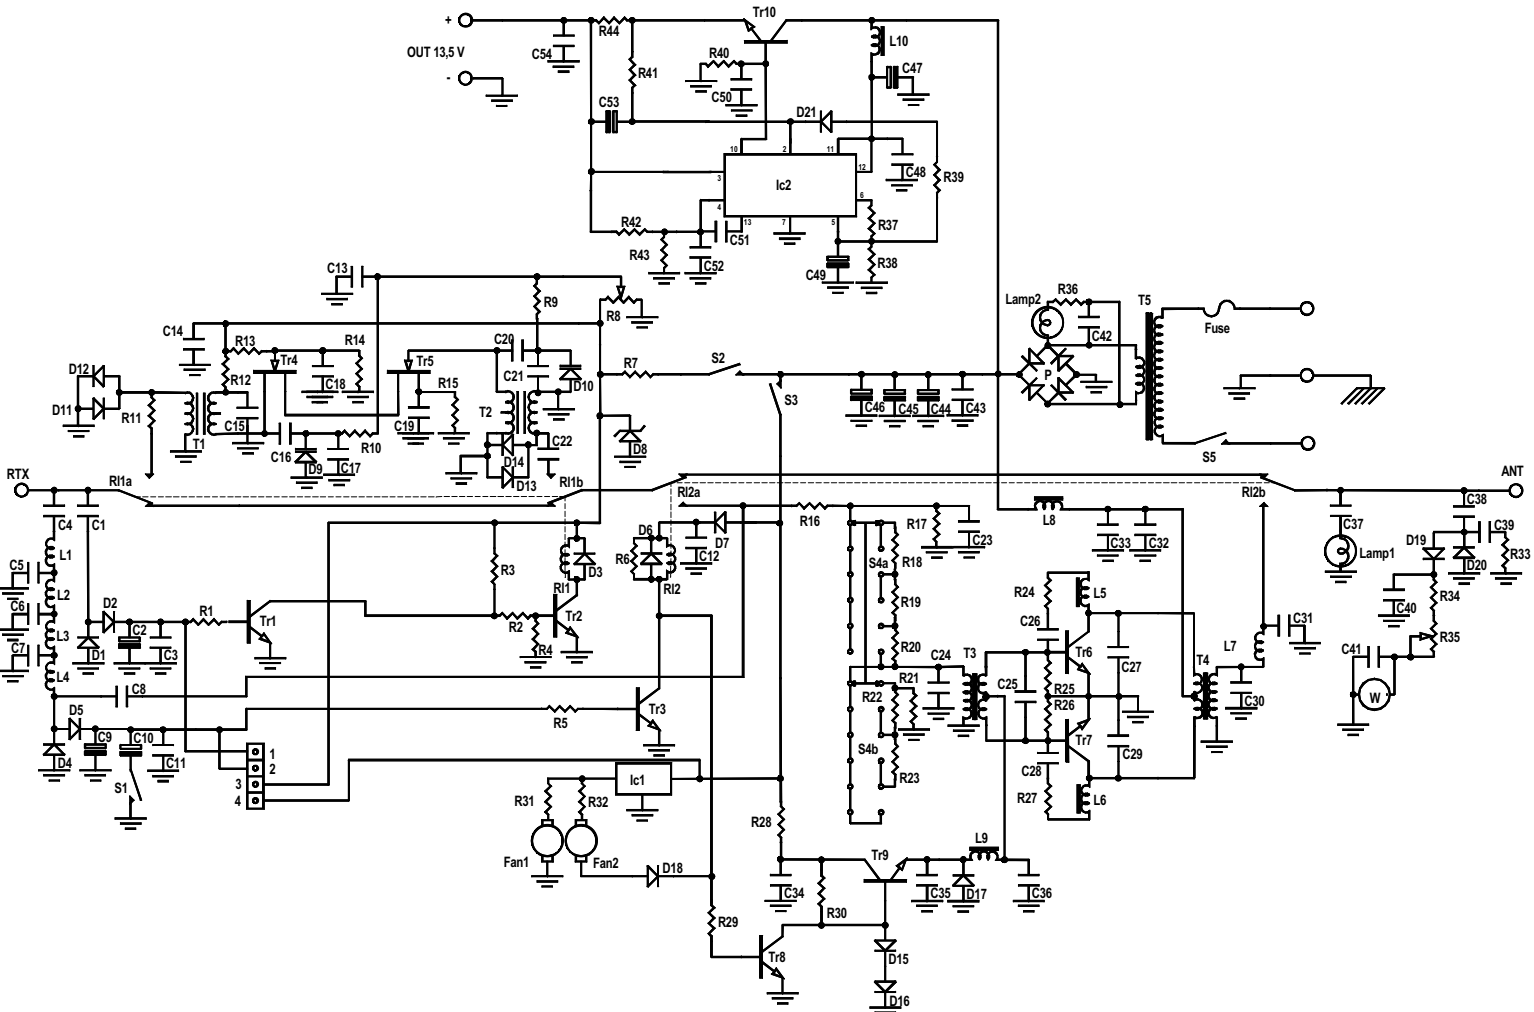 +
Tr10
R44
C54
OUT 13,5 V
-
R40
L10
R41
C47
C50
C53
D21
10
2
11
12
C48
R39
3
Ic2
6
4
13
7
5
R42
R37
C51
R43
C52
R38
C49
C13
R9
R8
Lamp2
R36
T5
C42
Fuse
C14
R13
R14
Tr4
C20
Tr5
R7
S2
P
D12
R12
C18
C21
D10
R15
D11
R11
C15
T1
C19
T2
S3
C46
C45
C44
C43
R10
C16
D9
C17
D14
D13
C22
D8
S5
RTX
Rl1a
Rl1b
Rl2a
Rl2b
ANT
C4
C1
R16
R17
C23
L8
C33
C32
C37
C38
C39
D6
D7
C12
R6
D3
Rl1
Rl2
L1
C5
L2
C6
L3
C7
L4
R3
S4a
R18
R19
R20
Lamp1
D19
D20
R33
R24
L5
C26
C40
R34
D2
R1
Tr1
C2
C3
D1
R2
R4
Tr2
C31
L7
R35
C41
C8
C24
T3
R21
R22
C25
Tr6
R25
R26
C27
T4
C30
W
D5
C9
C10
C11
D4
R5
Tr3
S4b
R23
Tr7
C28
C29
R27
L6
S1
1
2
3
4
R31
R32
Ic1
Fan1
Fan2
R28
L9
Tr9
D18
C34
R30
C35
D17
C36
R29
Tr8
D15
D16